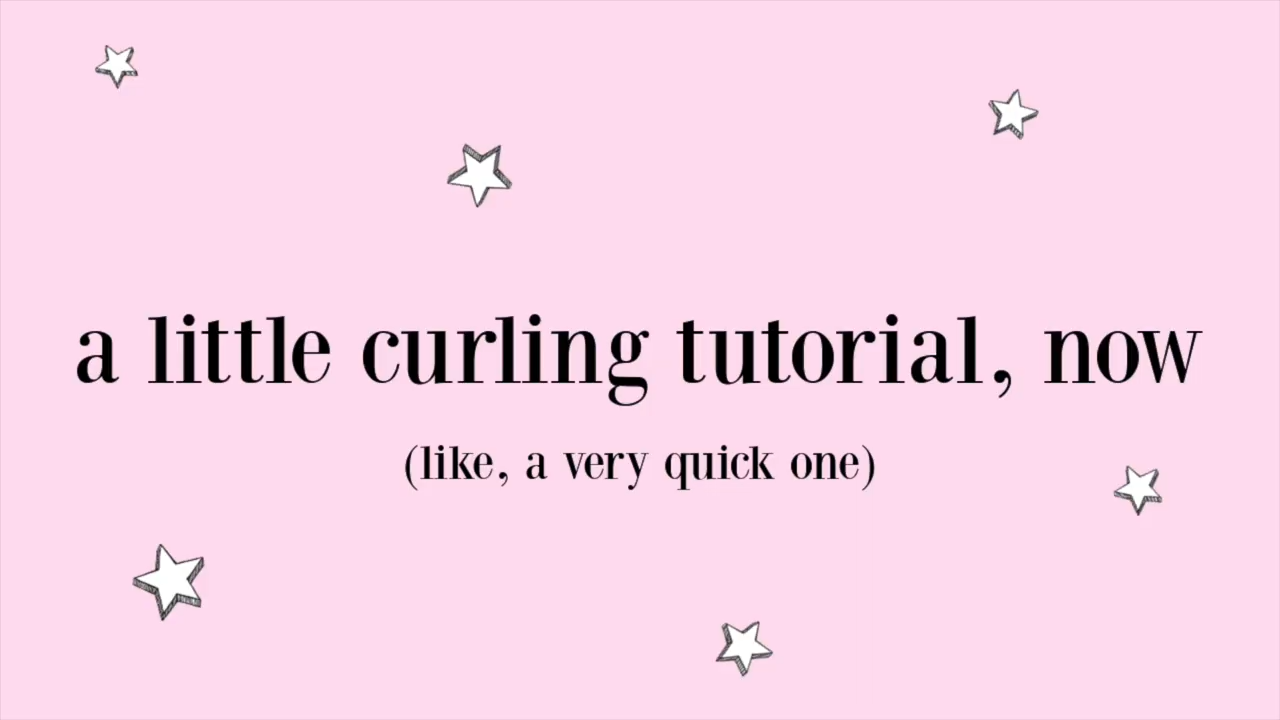 a little curling tutorial, now
(like, a very quick one)